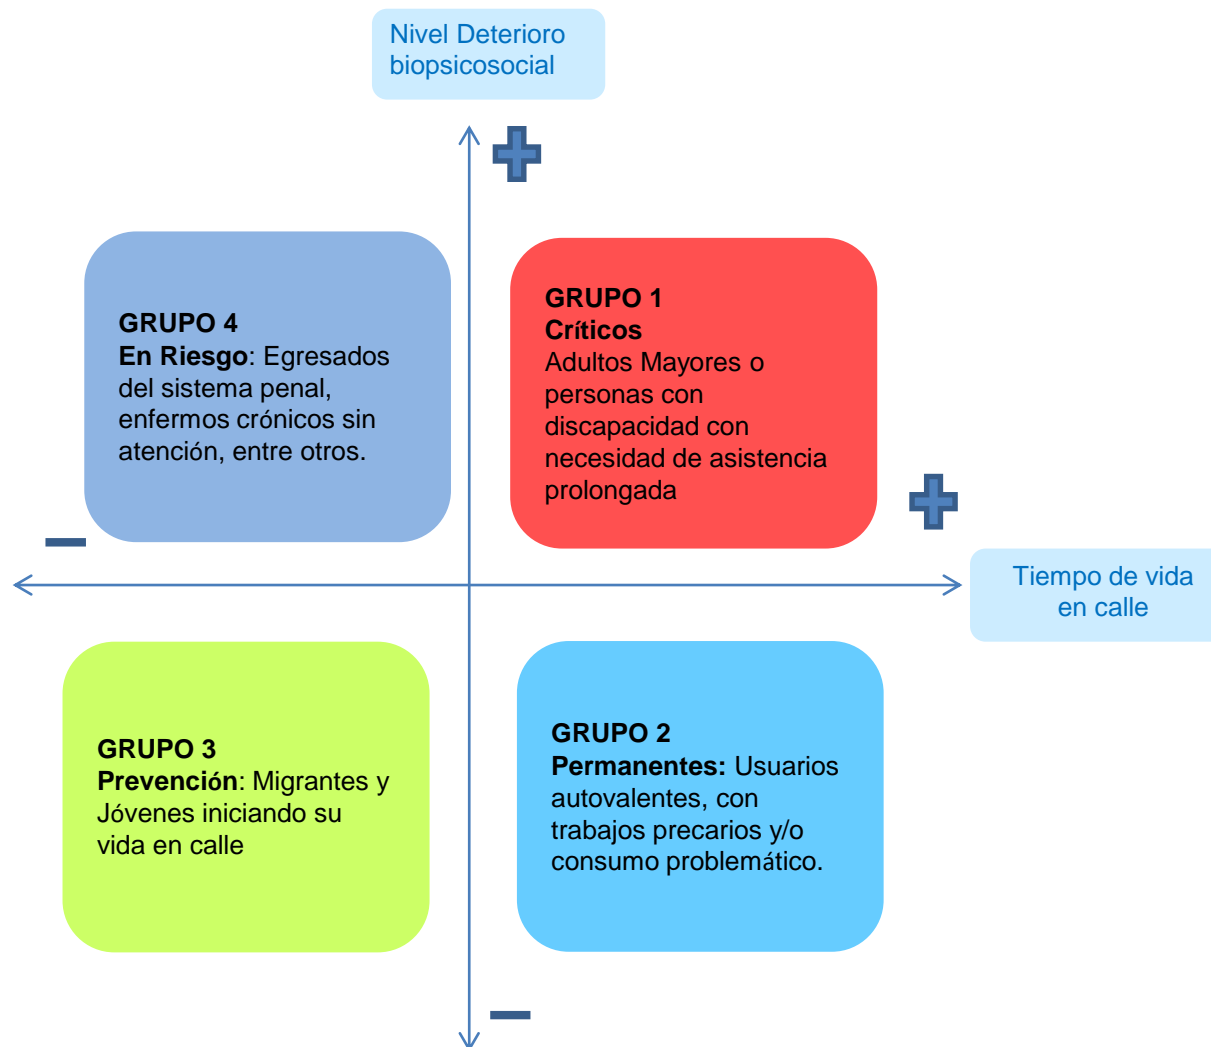 Nivel Deterioro
biopsicosocial
GRUPO 4
En Riesgo: Egresados
del sistema penal,
enfermos crónicos sin
atención, entre otros.
GRUPO 1
Críticos
Adultos Mayores o
personas con
discapacidad con
necesidad de asistencia
prolongada
Tiempo de vida
en calle
GRUPO 3
Prevención: Migrantes y
Jóvenes iniciando su
vida en calle
GRUPO 2
Permanentes: Usuarios
autovalentes, con
trabajos precarios y/o
consumo problemático.